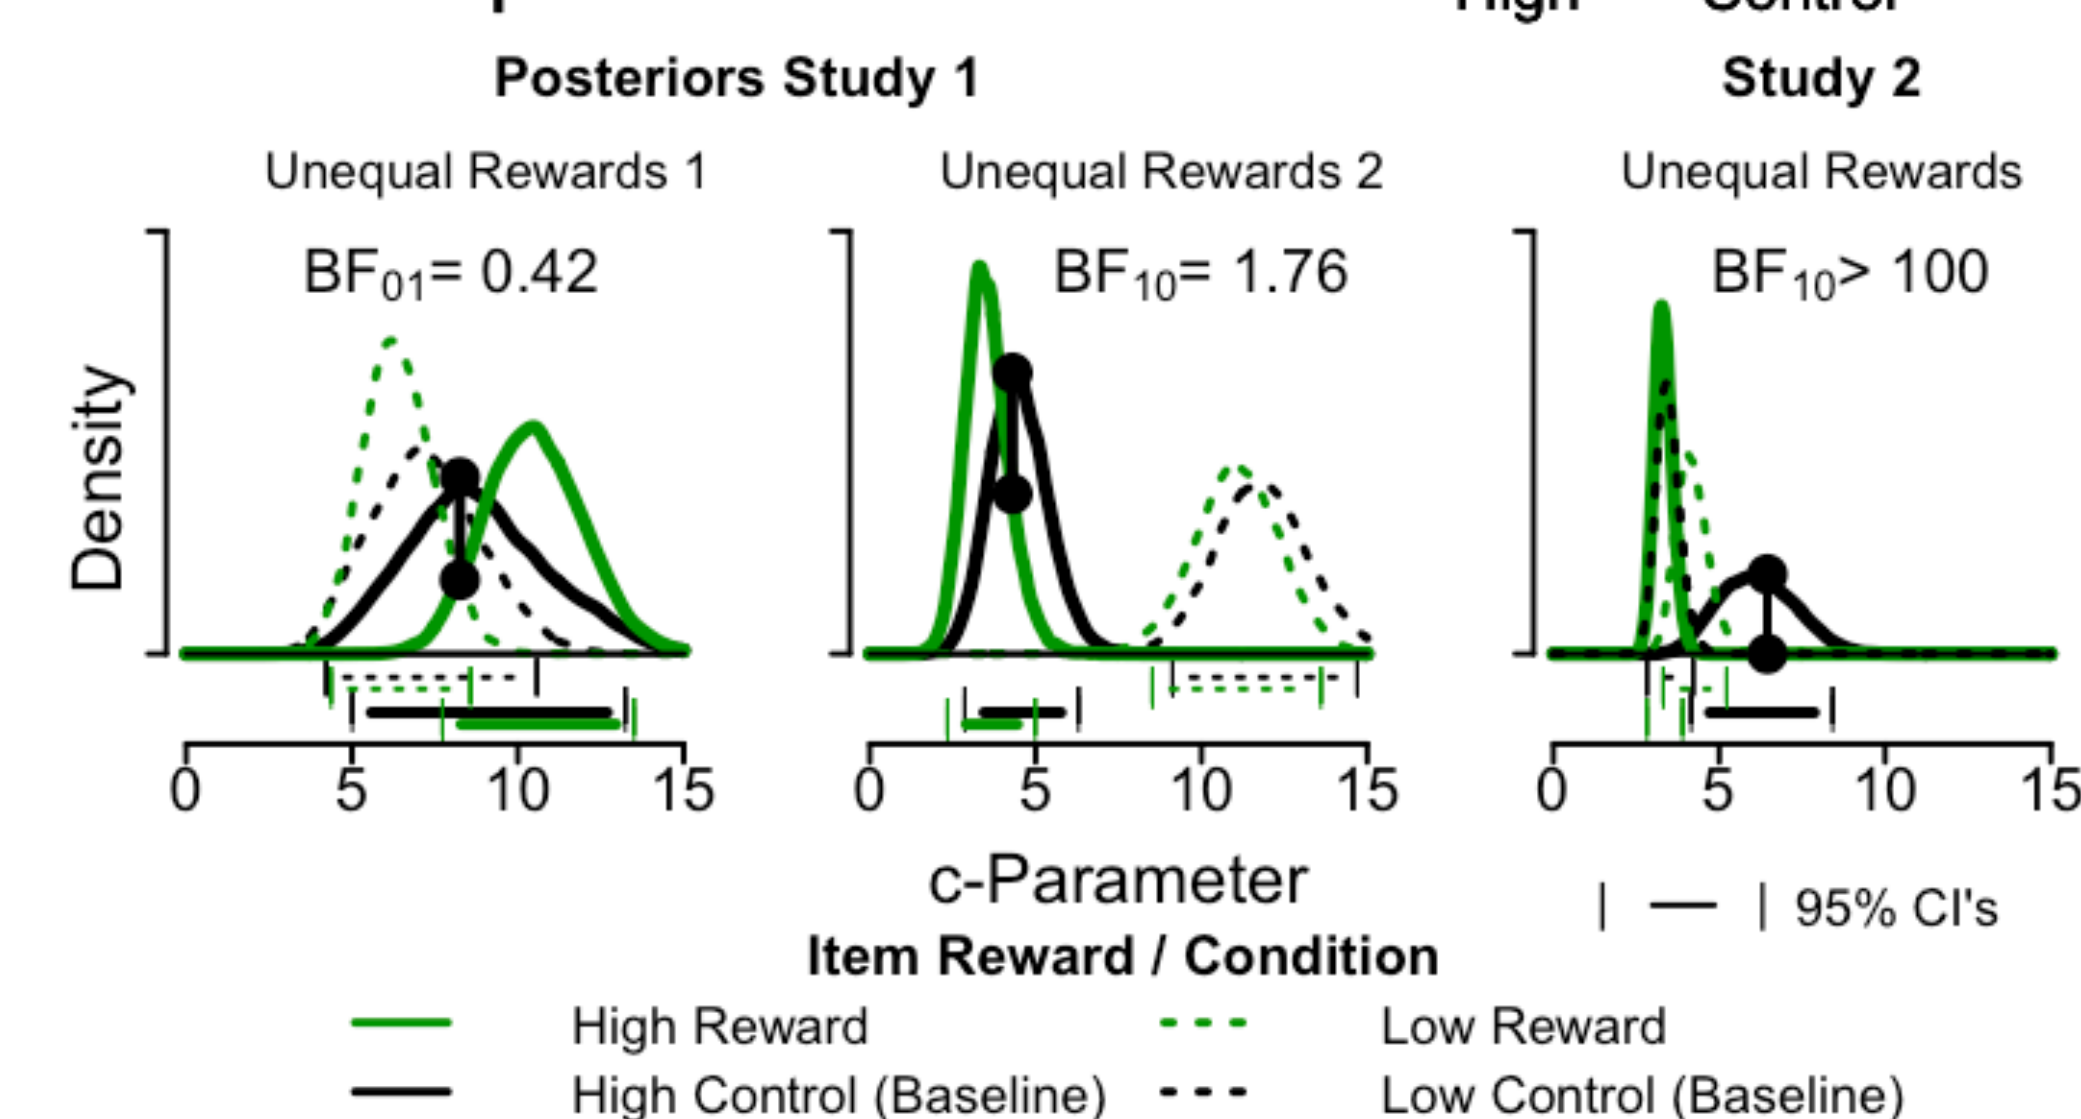 High Control
Posteriors Study 1
Study 2
Unequal Rewards 1
Unequal Rewards 2
Unequal Rewards
BF₀₁= 0.42
BF₁₀= 1.76
BF₁₀> 100
Density
0 5 10 15
0 5 10 15
0 5 10 15
c-Parameter
95% CI's
Item Reward / Condition
High Reward
Low Reward
High Control (Baseline)
Low Control (Baseline)